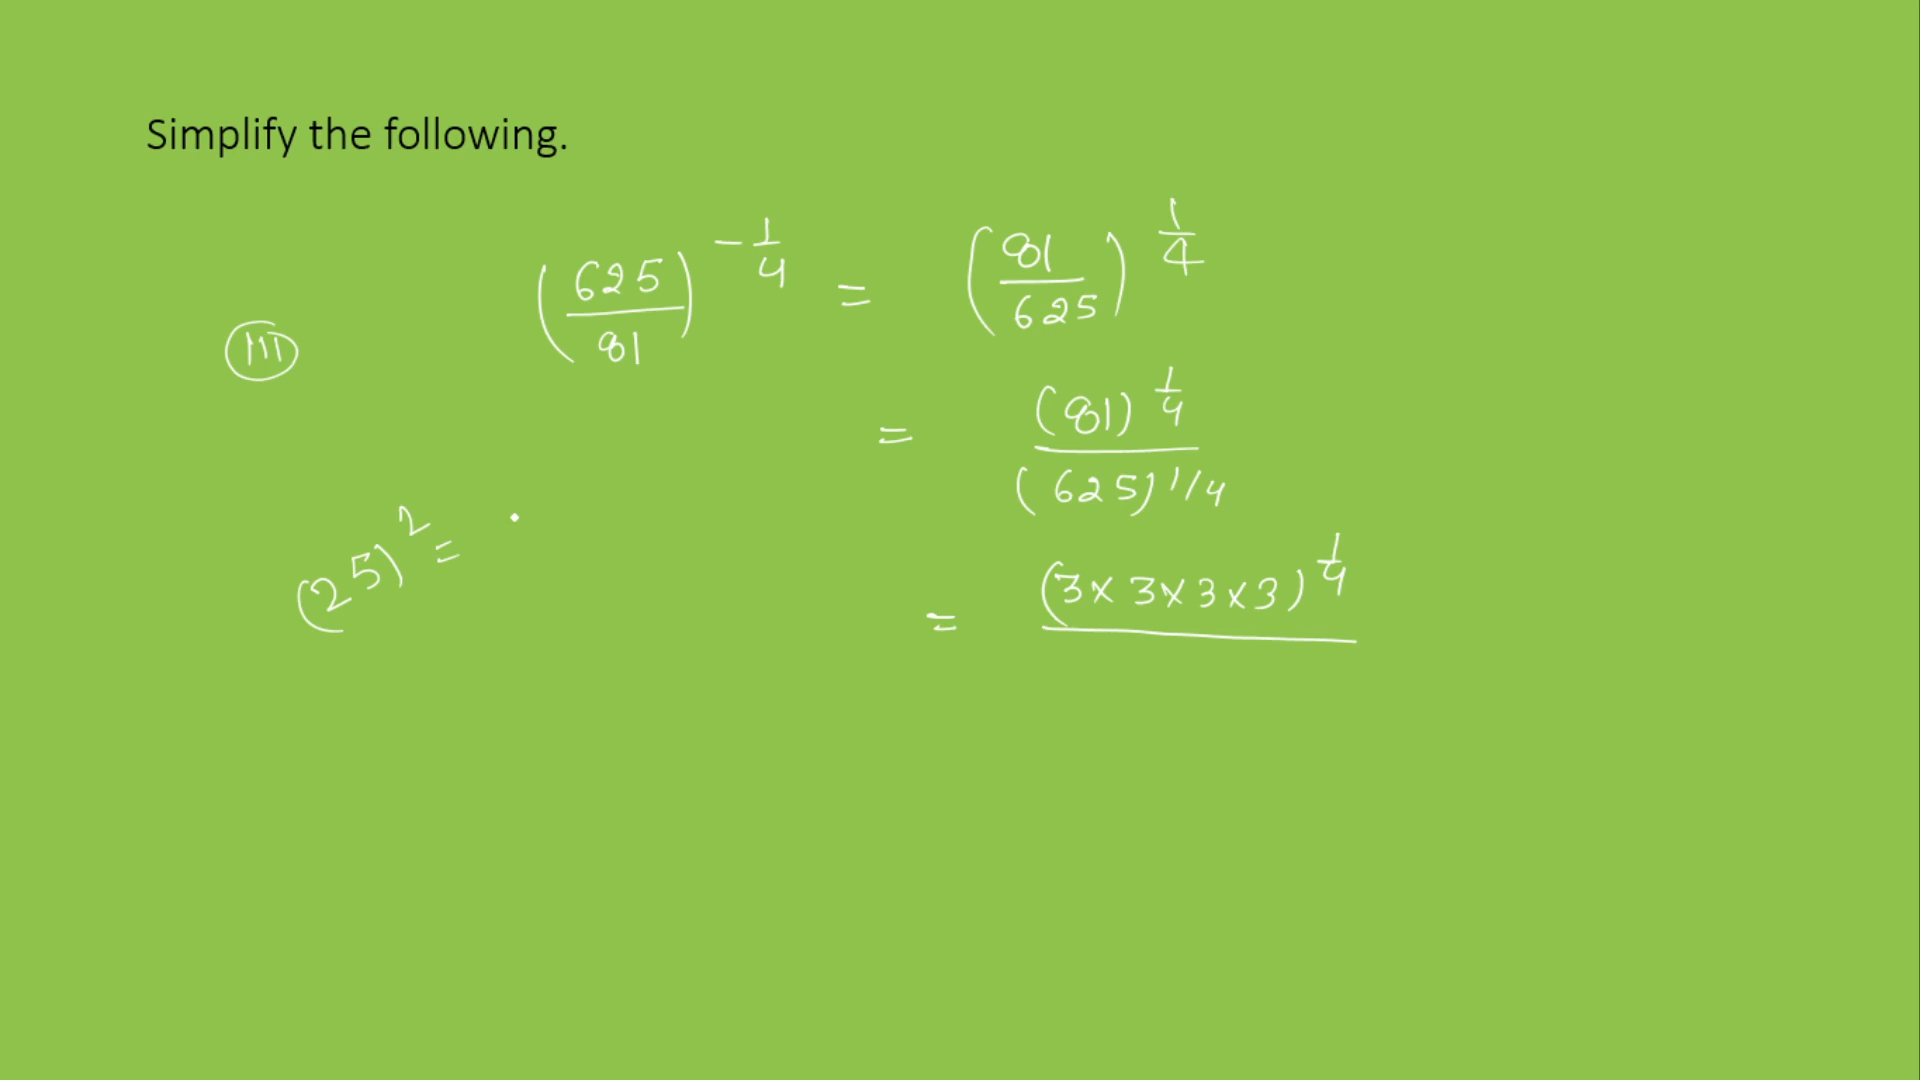 Simplify the following.
(III) (625/81)^(-1/4) = (81/625)^(1/4)
= (81)^(1/4) / (625)^(1/4)
(25)^2 =
= (3×3×3×3)^(1/4)